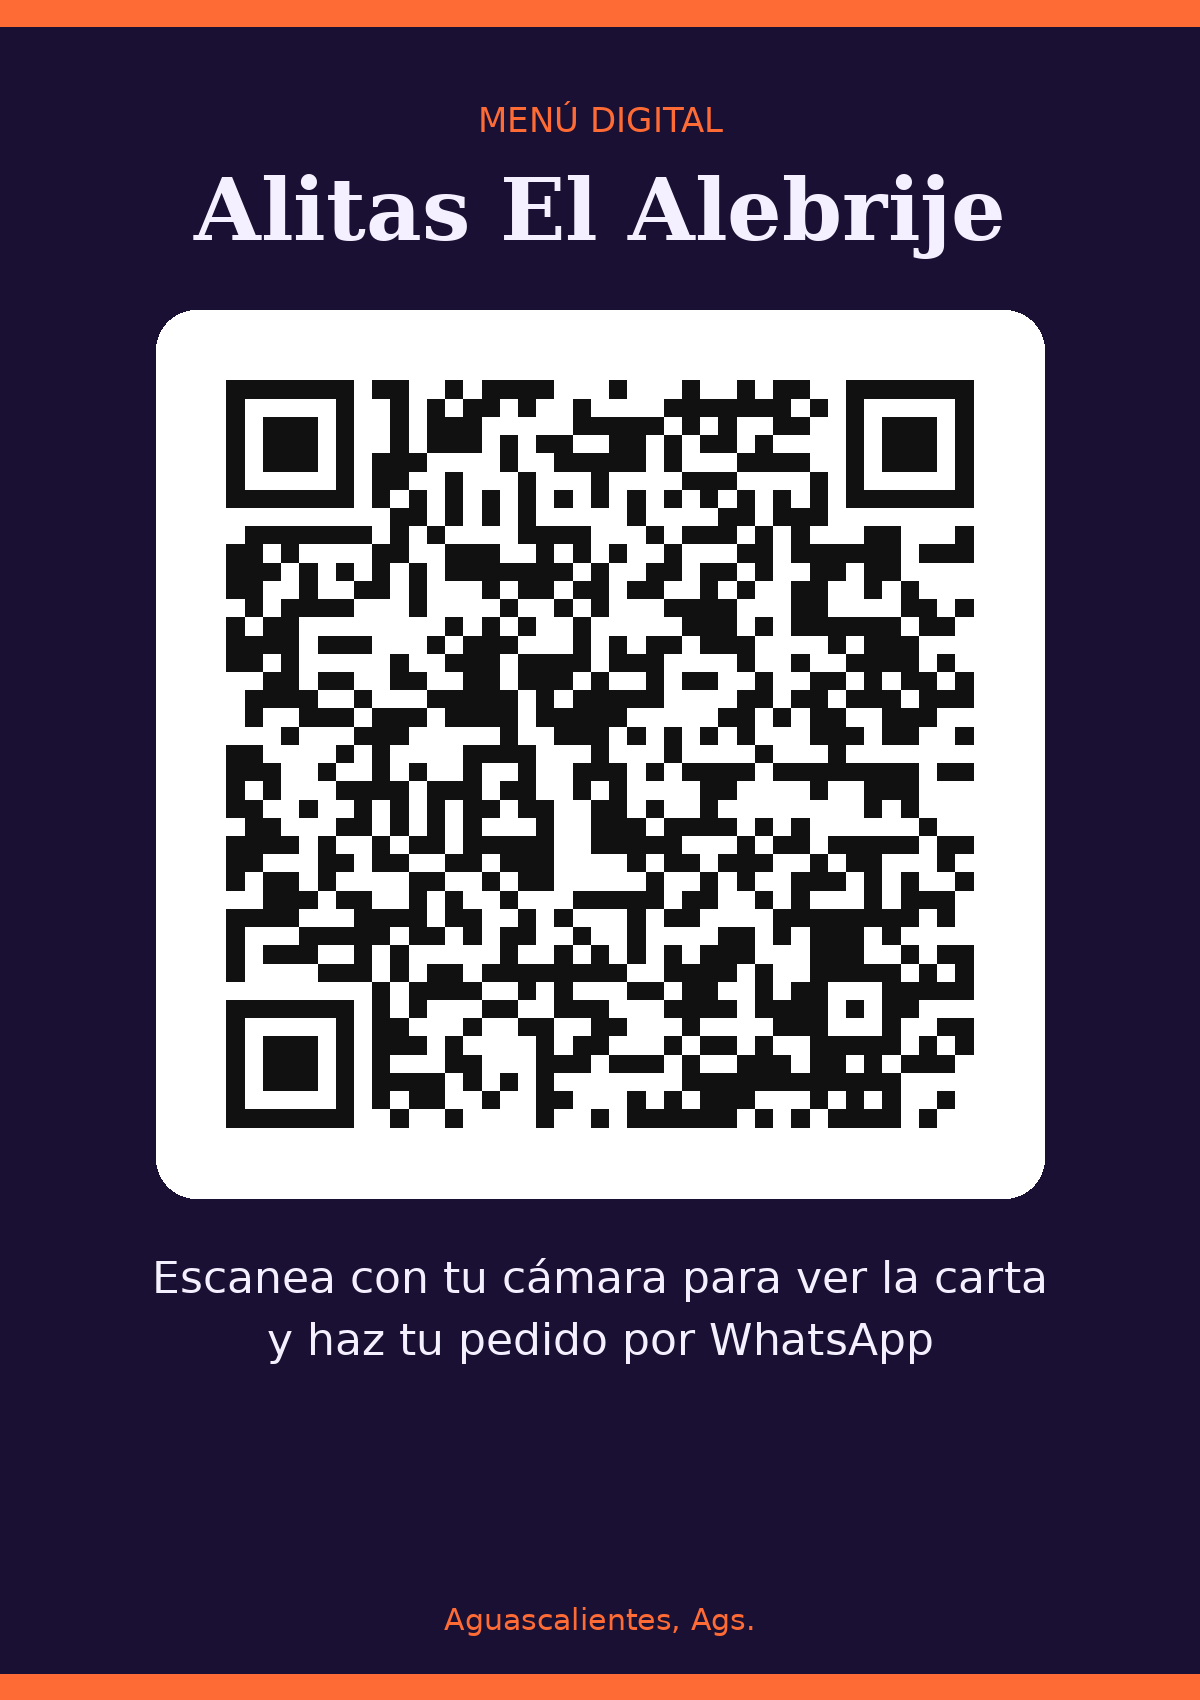 MENÚ DIGITAL
Alitas El Alebrije
Escanea con tu cámara para ver la carta
y haz tu pedido por WhatsApp
Aguascalientes, Ags.